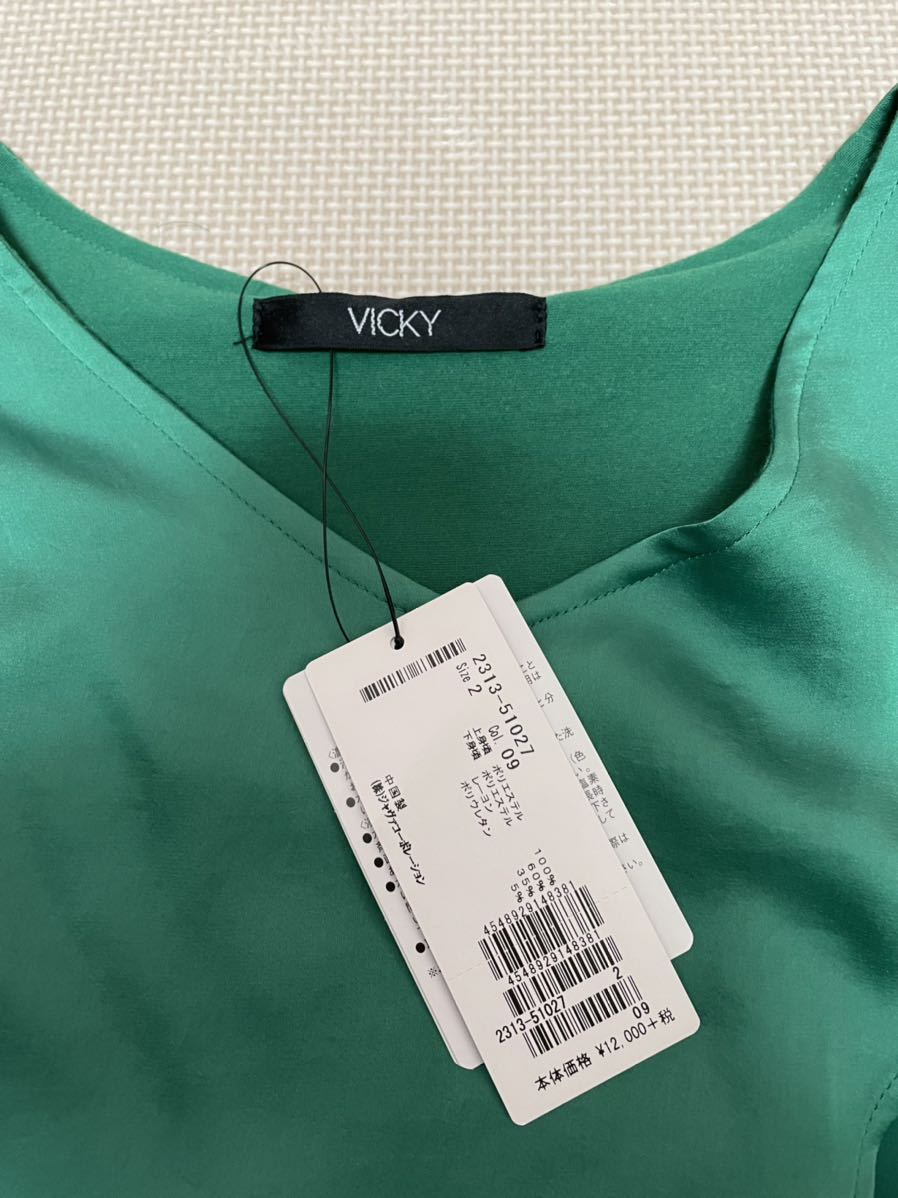 VICKY
2313-51027
Size 2 Col. 09
上身頃 ポリエステル 100%
下身頃 ポリエステル 60%
レーヨン 35%
ポリウレタン 5%
中国製
(株)ジャヴァコーポレーション
4548929148381
4548929148381
2313-51027 2
09
本体価格 ¥12,000+税